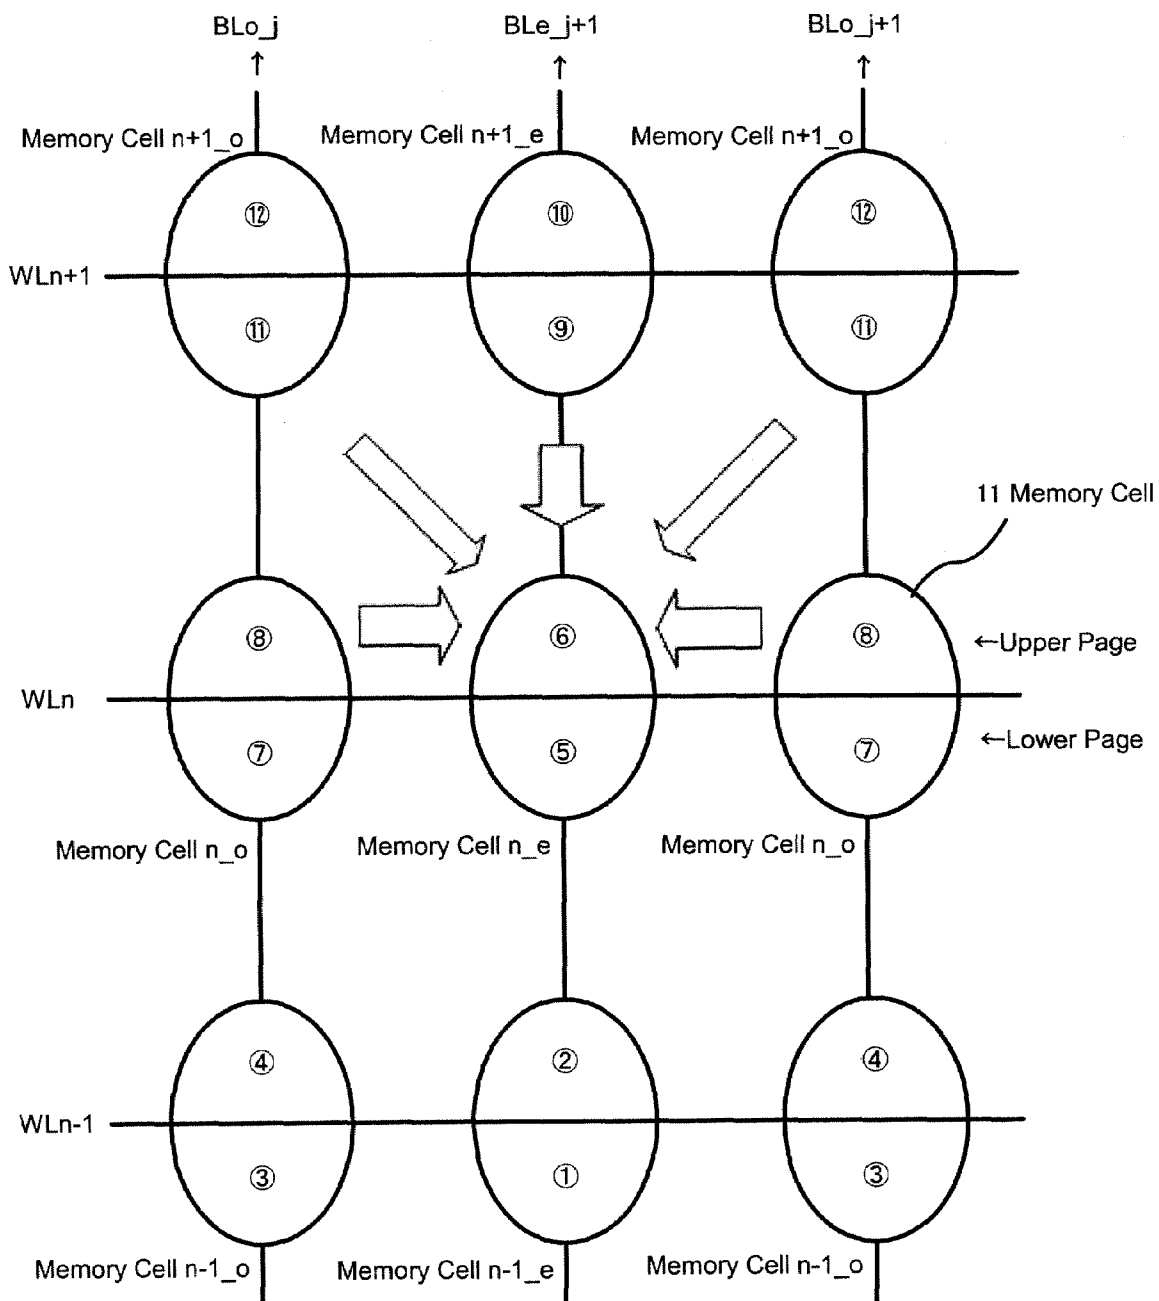 BLo_j BLe_j+1 BLo_j+1
↑ ↑ ↑
Memory Cell n+1_o Memory Cell n+1_e Memory Cell n+1_o
⑫ ⑩ ⑫
WLn+1
⑪ ⑨ ⑪
11 Memory Cell
⑧ ⑥ ⑧ ←Upper Page
WLn
⑦ ⑤ ⑦ ←Lower Page
Memory Cell n_o Memory Cell n_e Memory Cell n_o
④ ② ④
WLn-1
③ ① ③
Memory Cell n-1_o Memory Cell n-1_e Memory Cell n-1_o